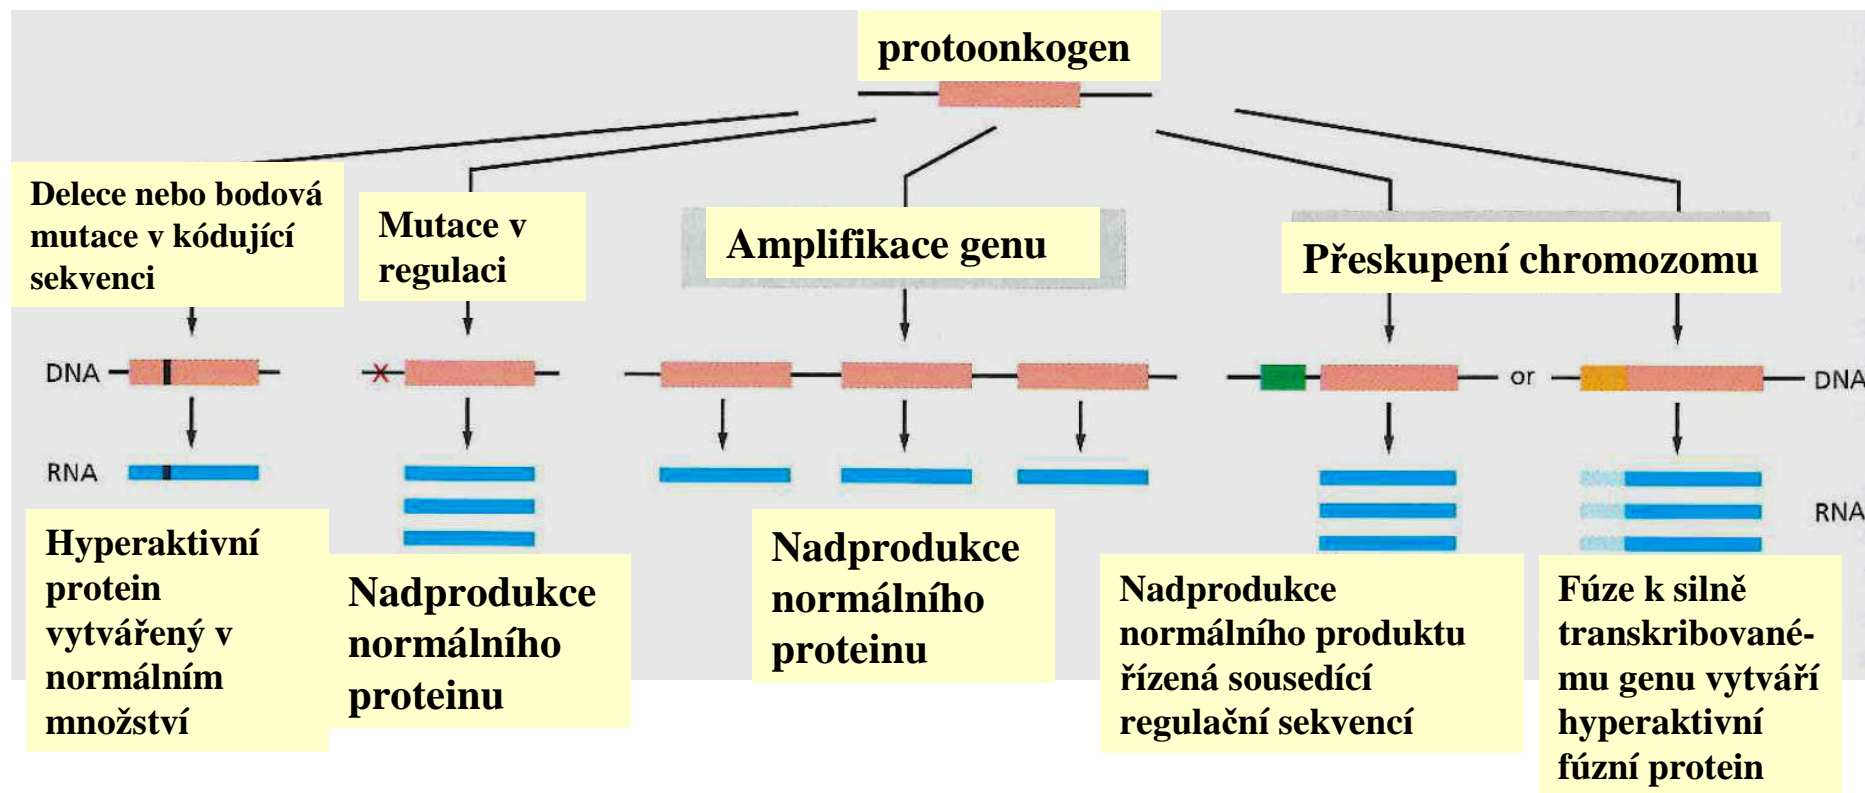 protoonkogen
Delece nebo bodová
mutace v kódující
sekvenci
Mutace v
regulaci
Amplifikace genu
Přeskupení chromozomu
DNA
X
or
DNA
RNA
RNA
Hyperaktivní
protein
vytvářený v
normálním
množství
Nadprodukce
normálního
proteinu
Nadprodukce
normálního
proteinu
Nadprodukce
normálního produktu
řízená sousedící
regulační sekvencí
Fúze k silně
transkribované-
mu genu vytváří
hyperaktivní
fúzní protein